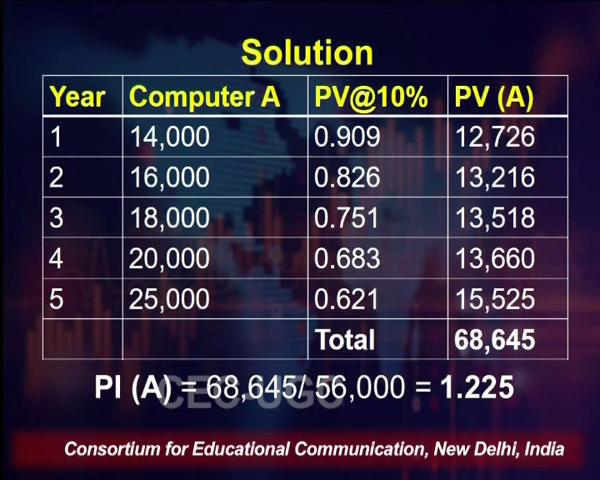 Solution
Year Computer A PV@10% PV (A)
1 14,000 0.909 12,726
2 16,000 0.826 13,216
3 18,000 0.751 13,518
4 20,000 0.683 13,660
5 25,000 0.621 15,525
Total 68,645
PI (A) = 68,645/ 56,000 = 1.225
CEC-UGC
Consortium for Educational Communication, New Delhi, India